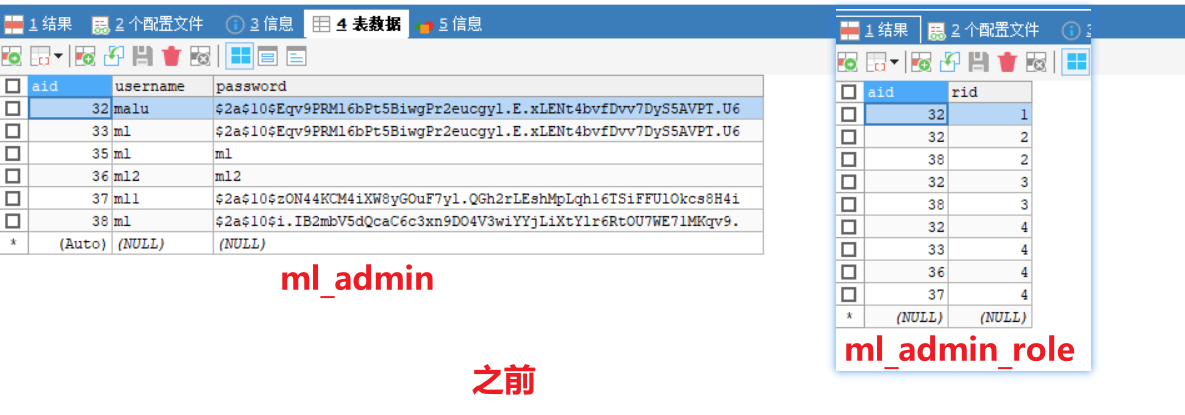 1 结果 2 个配置文件 3 信息 4 表数据 5 信息
aid username password
32 malu $2a$10$Eqv9PRMl6bPt5BiwgPr2eucgyl.E.xLENt4bvfDvv7DyS5AVPT.U6
33 ml $2a$10$Eqv9PRMl6bPt5BiwgPr2eucgyl.E.xLENt4bvfDvv7DyS5AVPT.U6
35 ml ml
36 ml2 ml2
37 ml1 $2a$10$zON44KCM4iXW8yGOuF7yl.QGh2rLEshMpLqhl6TSiFFUlOkcs8H4i
38 ml $2a$10$i.IB2mbV5dQcaC6c3xn9DO4V3wiYYjLiXtYlr6RtOU7WE7lMKqv9.
* (Auto) (NULL) (NULL)
ml_admin
1 结果 2 个配置文件 3
aid rid
32 1
32 2
38 2
32 3
38 3
32 4
33 4
36 4
37 4
* (NULL) (NULL)
ml_admin_role
之前